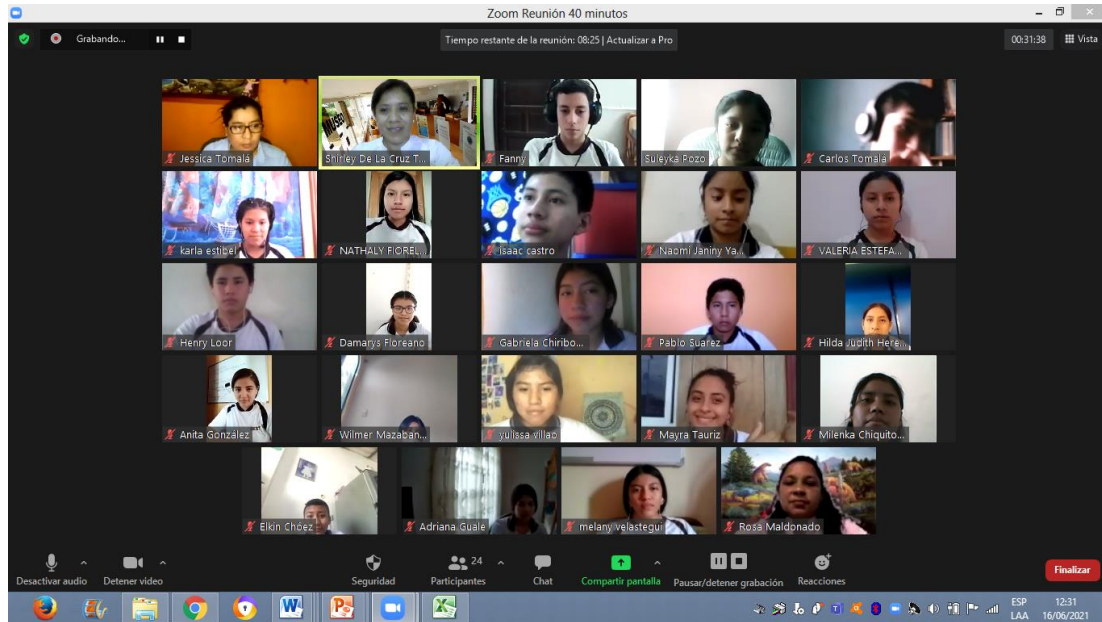 Zoom Reunión 40 minutos
Grabando...
Tiempo restante de la reunión: 08:25 | Actualizar a Pro
00:31:38 Vista
Jessica Tomalá
Shirley De La Cruz T...
Fanny
Suleyka Pozo
Carlos Tomalá
karla estibel
NATHALY FIOREL...
isaac castro
Naomi Janiny Ya...
VALERIA ESTEFA...
Henry Loor
Damarys Floreano
Gabriela Chiribo...
Pablo Suarez
Hilda Judith Here...
Anita González
Wilmer Mazaban...
yulissa villao
Mayra Tauriz
Milenka Chiquito...
Elkin Chóez
Adriana Guale
melany velastegui
Rosa Maldonado
24
Desactivar audio
Detener video
Seguridad
Participantes
Chat
Compartir pantalla
Pausar/detener grabación
Reacciones
Finalizar
ESP 12:31
LAA 16/06/2021